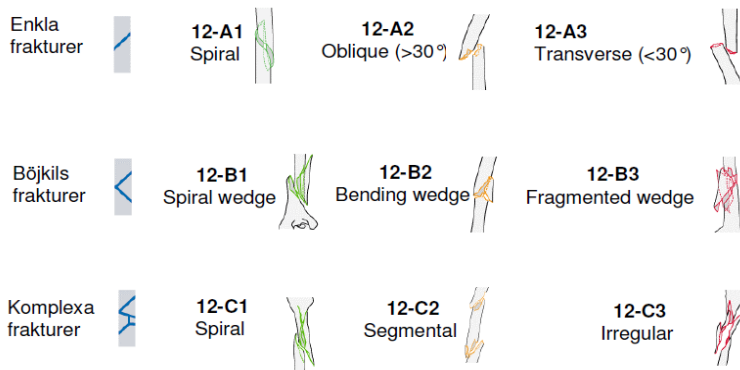 Enkla
frakturer
12-A1
Spiral
12-A2
Oblique (>30°)
12-A3
Transverse (<30°)
Böjkils
frakturer
12-B1
Spiral wedge
12-B2
Bending wedge
12-B3
Fragmented wedge
Komplexa
frakturer
12-C1
Spiral
12-C2
Segmental
12-C3
Irregular